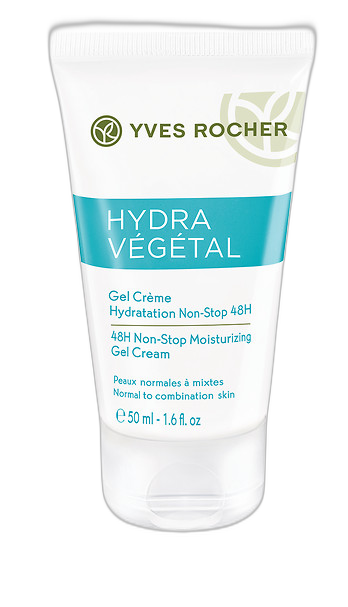 YVES ROCHER
HYDRA
VÉGÉTAL
Gel Crème
Hydratation Non-Stop 48H
48H Non-Stop Moisturizing
Gel Cream
Peaux normales à mixtes
Normal to combination skin
℮ 50 ml - 1.6 fl. oz